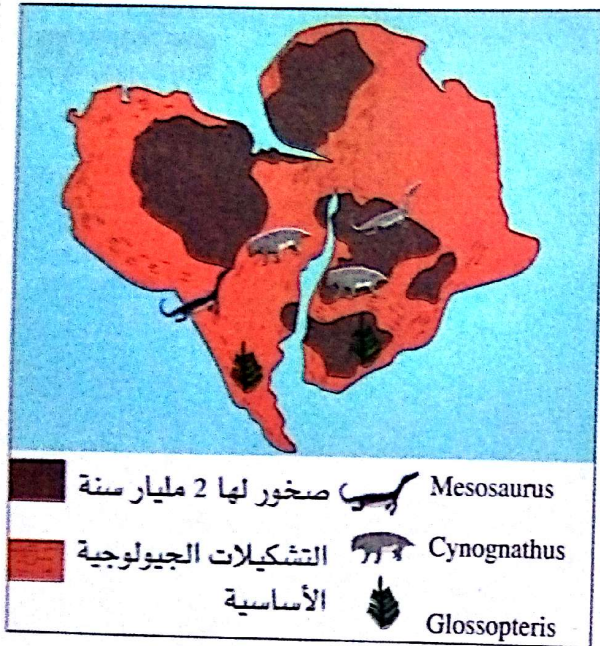 صخور لها 2 مليار سنة
Mesosaurus
التشكيلات الجيولوجية
الأساسية
Cynognathus
Glossopteris